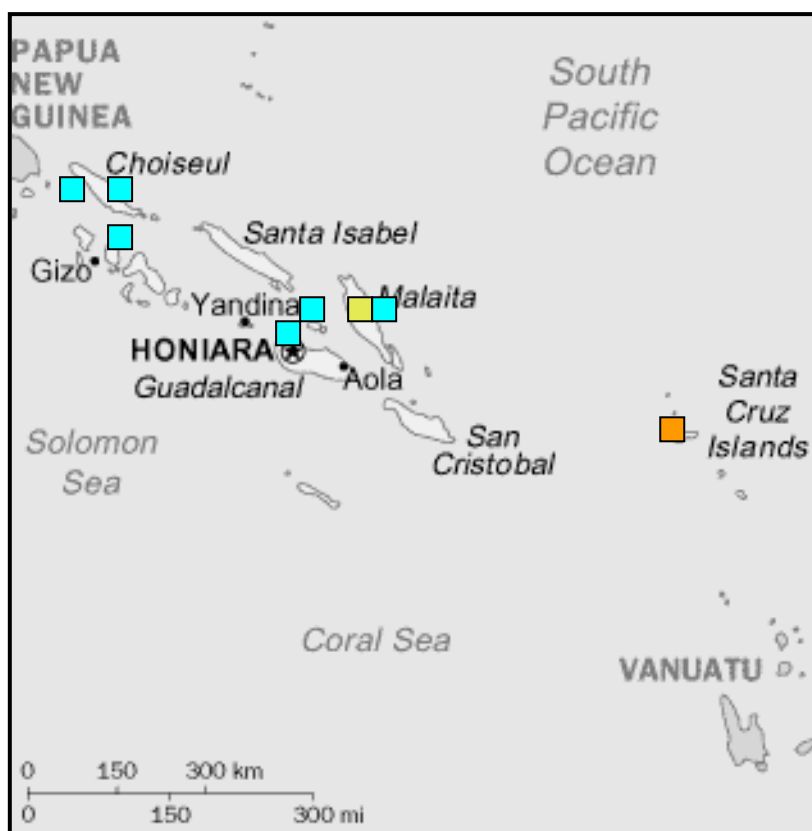 PAPUA
NEW
GUINEA
South
Pacific
Ocean
Choiseul
Santa Isabel
Gizo
Yandina
Malaita
HONIARA
Guadalcanal
Aola
Santa
Cruz
Islands
San
Cristobal
Solomon
Sea
Coral Sea
VANUATU
0 150 300 km
0 150 300 mi